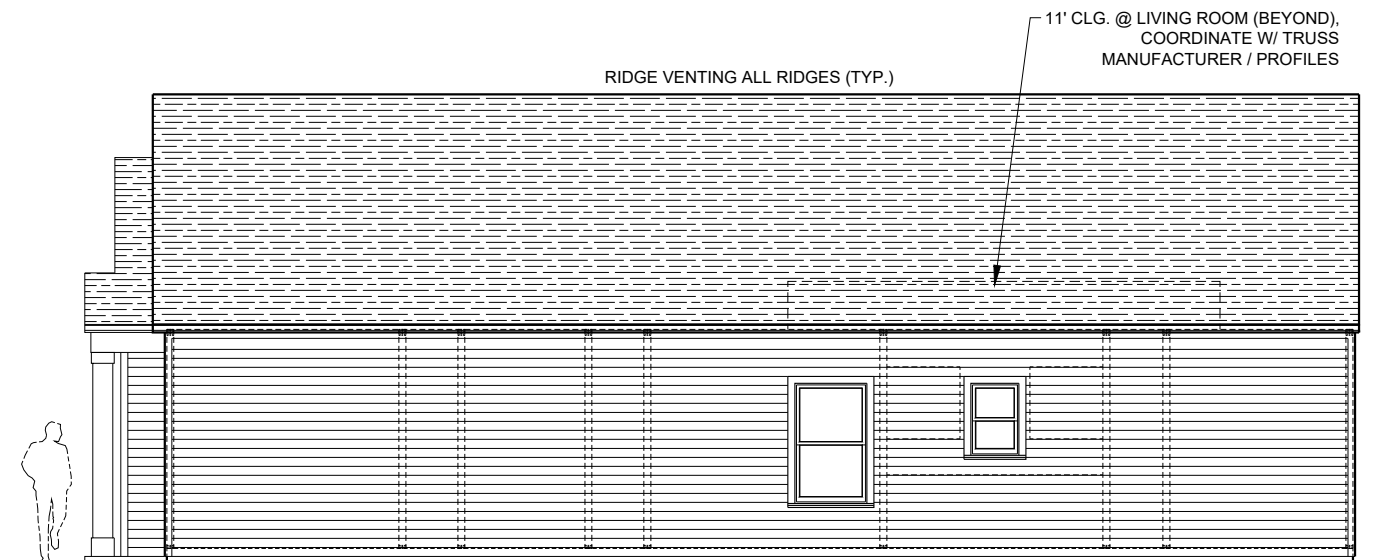 11' CLG. @ LIVING ROOM (BEYOND),
COORDINATE W/ TRUSS
MANUFACTURER / PROFILES
RIDGE VENTING ALL RIDGES (TYP.)